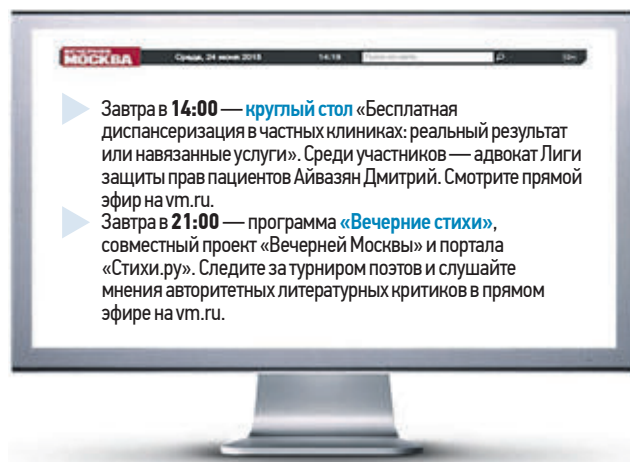 ВЕЧЕРНЯЯ
МОСКВА
Среда, 24 июня 2015
14:19
Завтра в 14:00 — круглый стол «Бесплатная
диспансеризация в частных клиниках: реальный результат
или навязанные услуги». Среди участников — адвокат Лиги
защиты прав пациентов Айвазян Дмитрий. Смотрите прямой
эфир на vm.ru.
Завтра в 21:00 — программа «Вечерние стихи»,
совместный проект «Вечерней Москвы» и портала
«Стихи.ру». Следите за турниром поэтов и слушайте
мнения авторитетных литературных критиков в прямом
эфире на vm.ru.